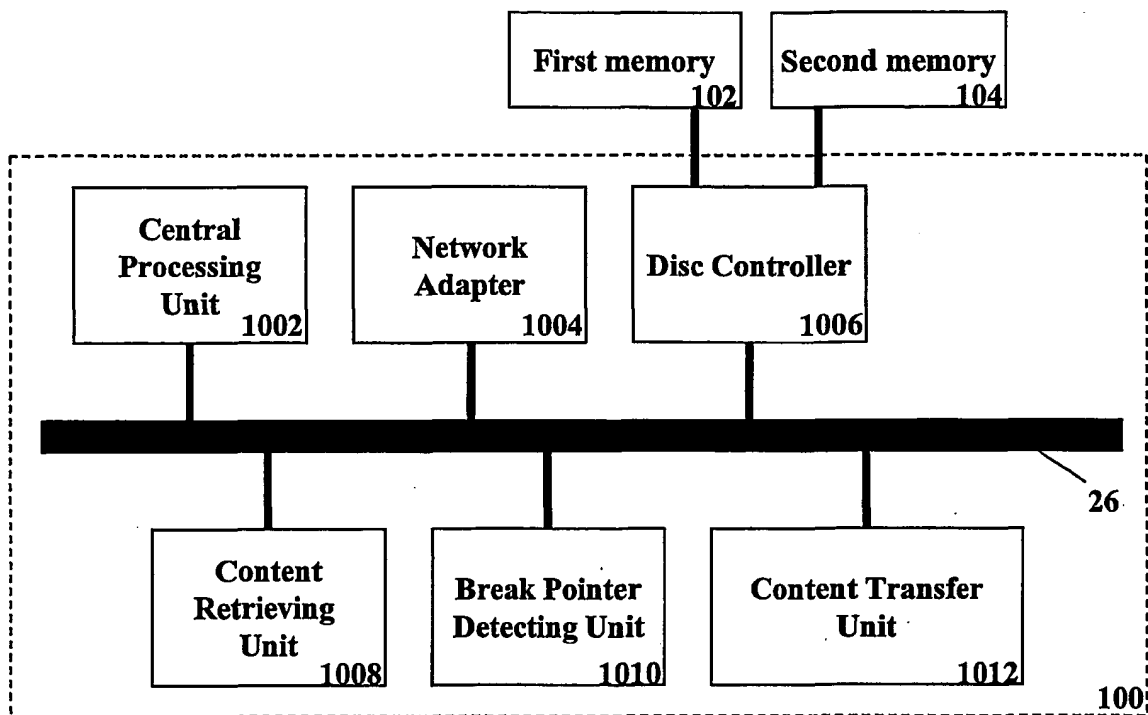 First memory
102
Second memory
104
Central
Processing
Unit
1002
Network
Adapter
1004
Disc Controller
1006
26
Content
Retrieving
Unit
1008
Break Pointer
Detecting Unit
1010
Content Transfer
Unit
1012
100